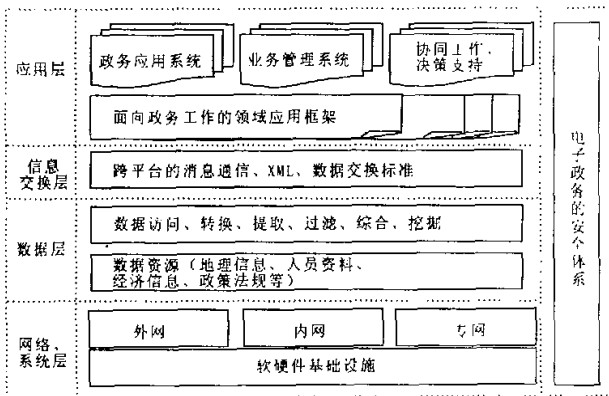 应用层
政务应用系统
业务管理系统
协同工作、
决策支持
面向政务工作的领域应用框架
信息
交换层
跨平台的消息通信、XML、数据交换标准
数据层
数据访问、转换、提取、过滤、综合、挖掘
数据资源（地理信息、人员资料、
经济信息、政策法规等）
网络、
系统层
外网
内网
专网
软硬件基础设施
电子政务的安全体系